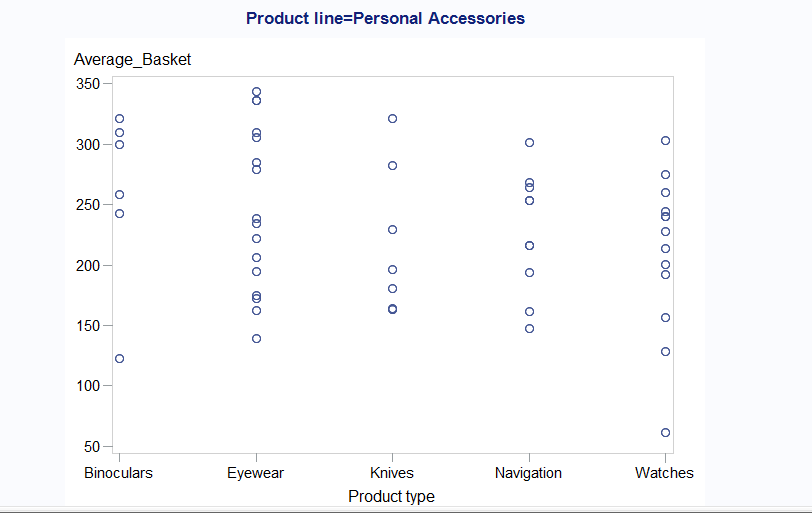 Product line=Personal Accessories
Average_Basket
350
300
250
200
150
100
50
Binoculars Eyewear Knives Navigation Watches
Product type